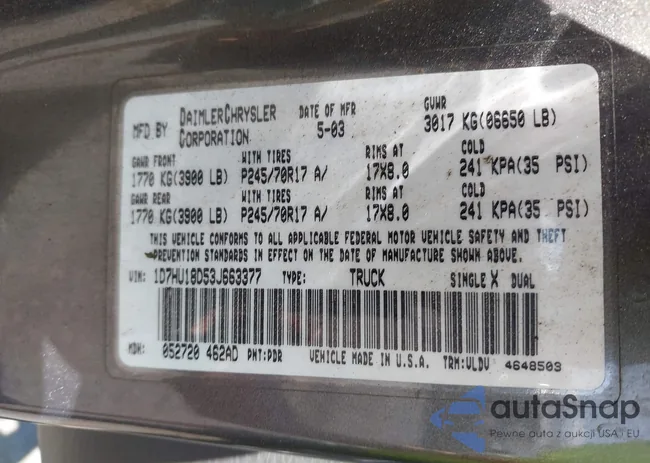 MFD BY DAIMLERCHRYSLER CORPORATION DATE OF MFR 5-03 GVWR 3017 KG(06650 LB)
GAWR FRONT WITH TIRES RIMS AT COLD
1770 KG(3900 LB) P245/70R17 A/ 17X8.0 241 KPA(35 PSI)
GAWR REAR WITH TIRES RIMS AT COLD
1770 KG(3900 LB) P245/70R17 A/ 17X8.0 241 KPA(35 PSI)
THIS VEHICLE CONFORMS TO ALL APPLICABLE FEDERAL MOTOR VEHICLE SAFETY AND THEFT
PREVENTION STANDARDS IN EFFECT ON THE DATE OF MANUFACTURE SHOWN ABOVE.
VIN: 1D7HU18D53J663377 TYPE: TRUCK SINGLE X DUAL
MDH: 052720 462AD PNT:PDR VEHICLE MADE IN U.S.A. TRM:VLDV 4648503
autoSnap
Pewne auta z aukcji USA i EU